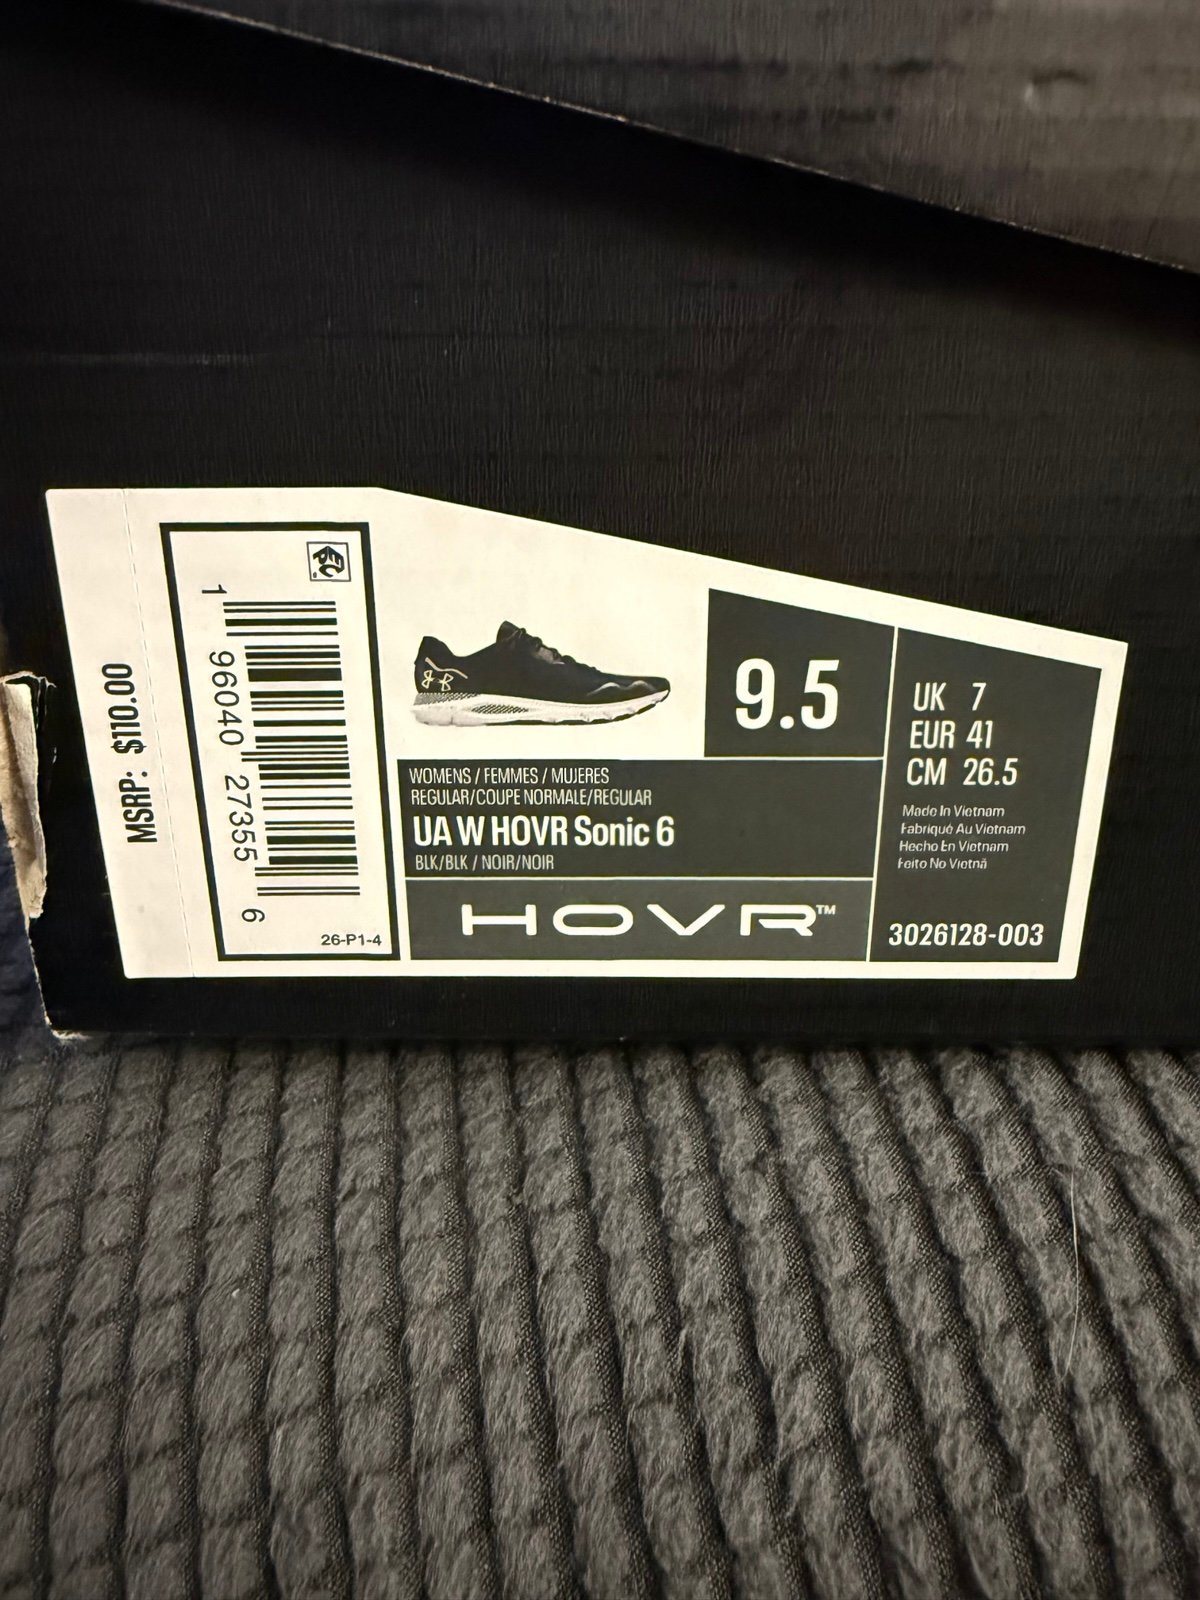 MSRP: $110.00
1 96040 27355 6
26-P1-4
9.5
WOMENS / FEMMES / MUJERES
REGULAR/COUPE NORMALE/REGULAR
UA W HOVR Sonic 6
BLK/BLK / NOIR/NOIR
HOVR™
UK 7
EUR 41
CM 26.5
Made In Vietnam
Fabriqué Au Vietnam
Hecho En Vietnam
Feito No Vietnã
3026128-003